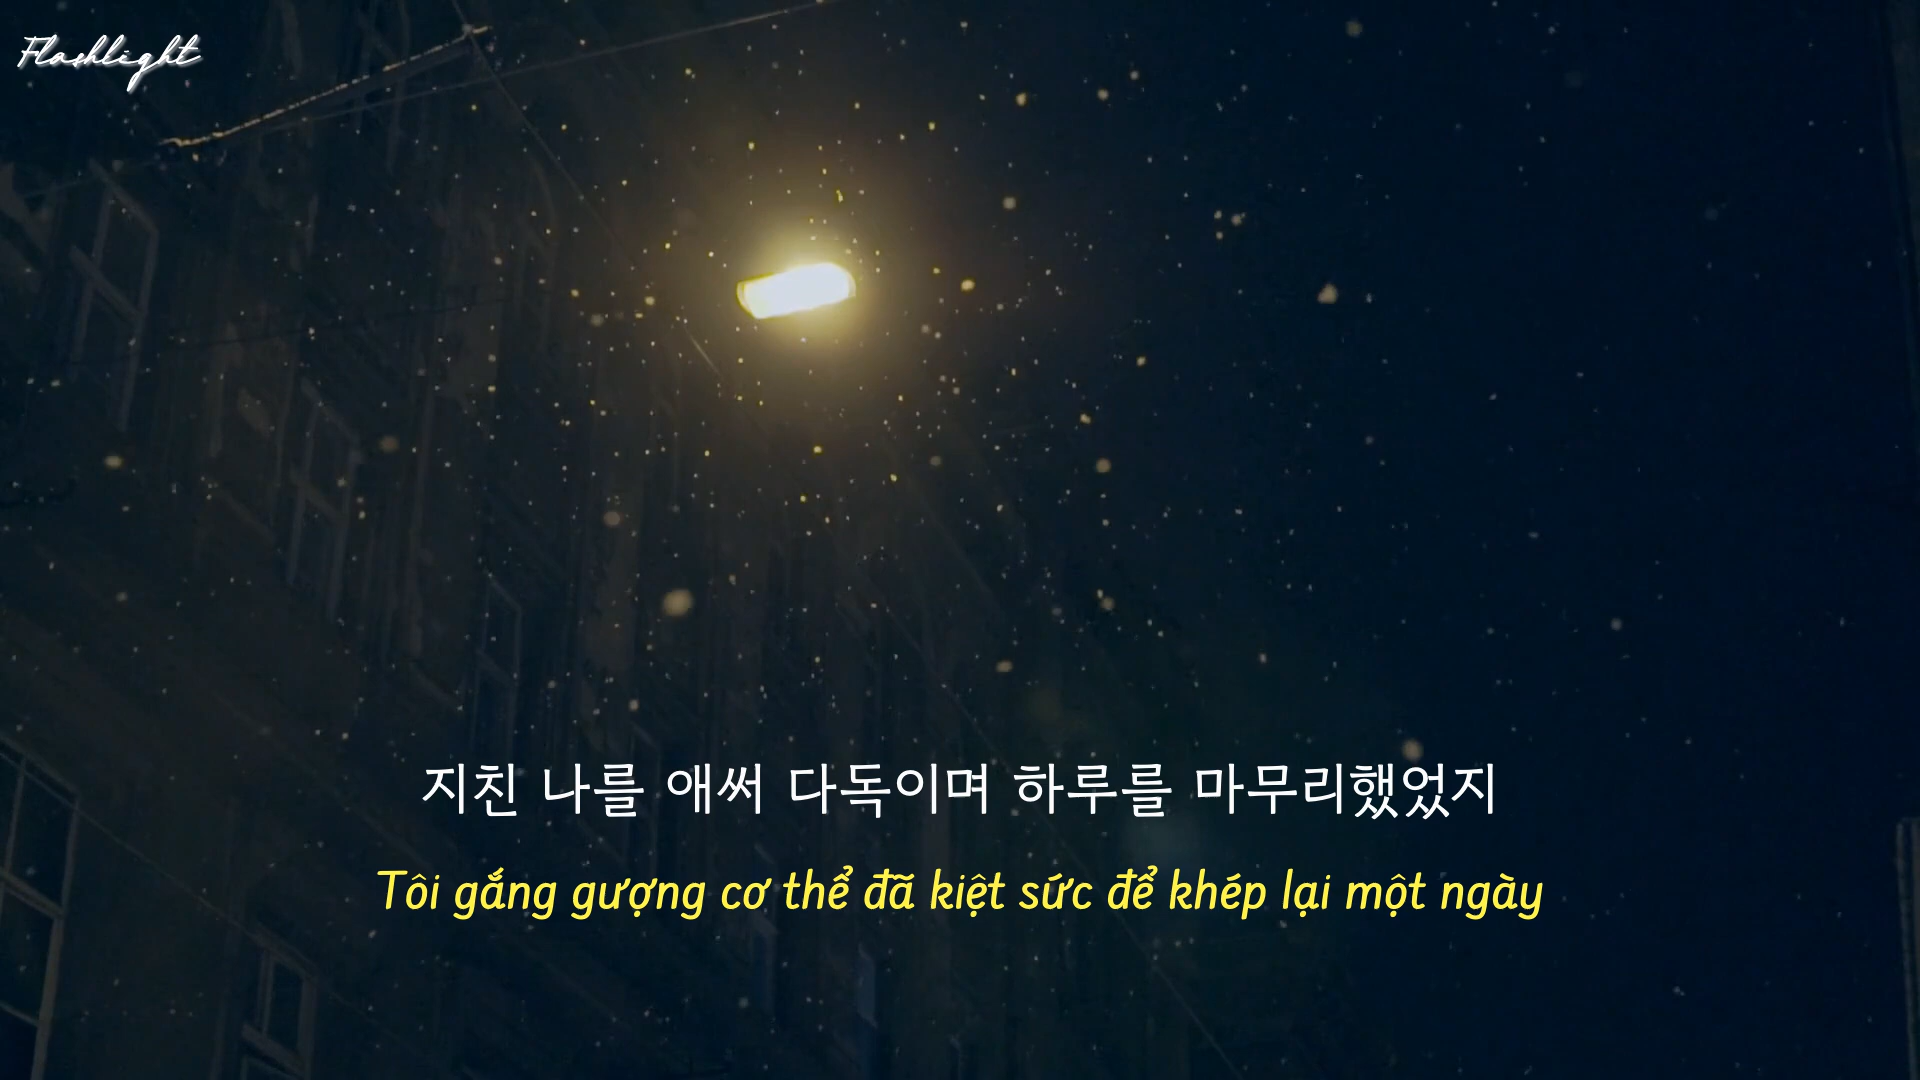 Flashlight
지친 나를 애써 다독이며 하루를 마무리했었지
Tôi gắng gượng cơ thể đã kiệt sức để khép lại một ngày